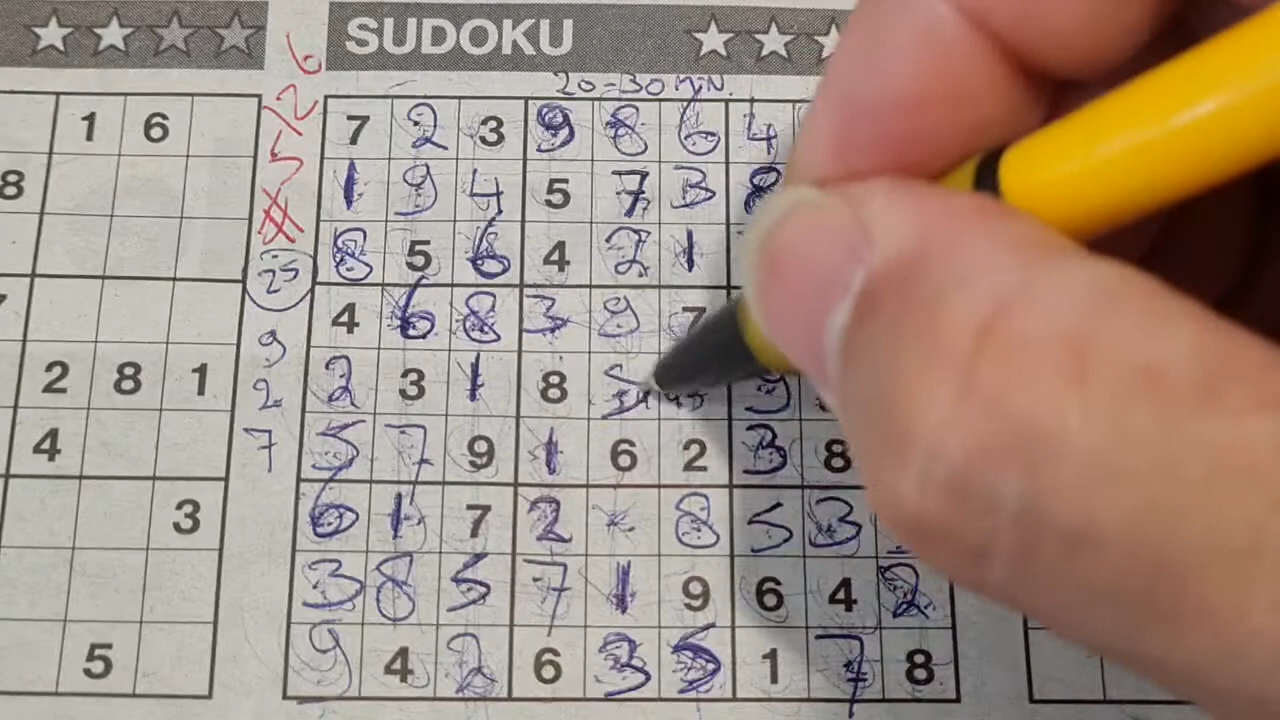 SUDOKU
20-30 MIN.
1 6
7 2 3 9 8 6 4
8
1 9 4 5 7 3 8
8 5 6 4 2 1
25
4 6 8 3 9 7
9
2 8 1
2
2 3 1 8 5 9
4
7
5 7 9 1 6 2 3 8
3
6 1 7 2 8 5 3
3 8 5 7 1 9 6 4 2
5
9 4 2 6 3 5 1 7 8